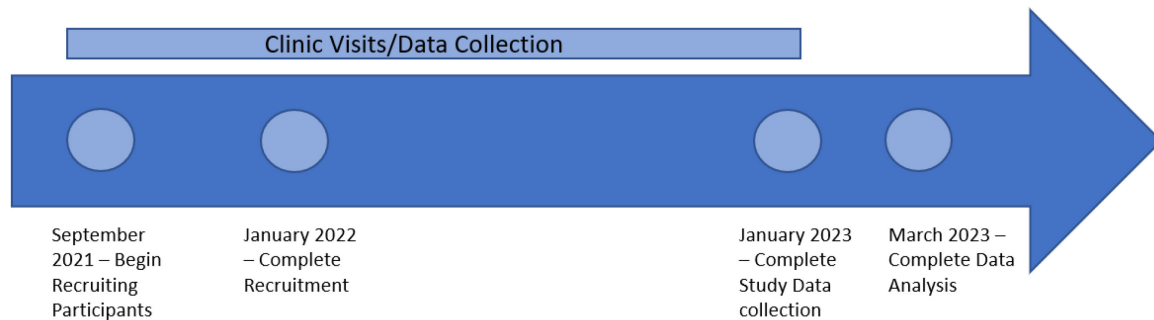 Clinic Visits/Data Collection
September
2021 – Begin
Recruiting
Participants
January 2022
– Complete
Recruitment
January 2023
– Complete
Study Data
collection
March 2023 –
Complete Data
Analysis